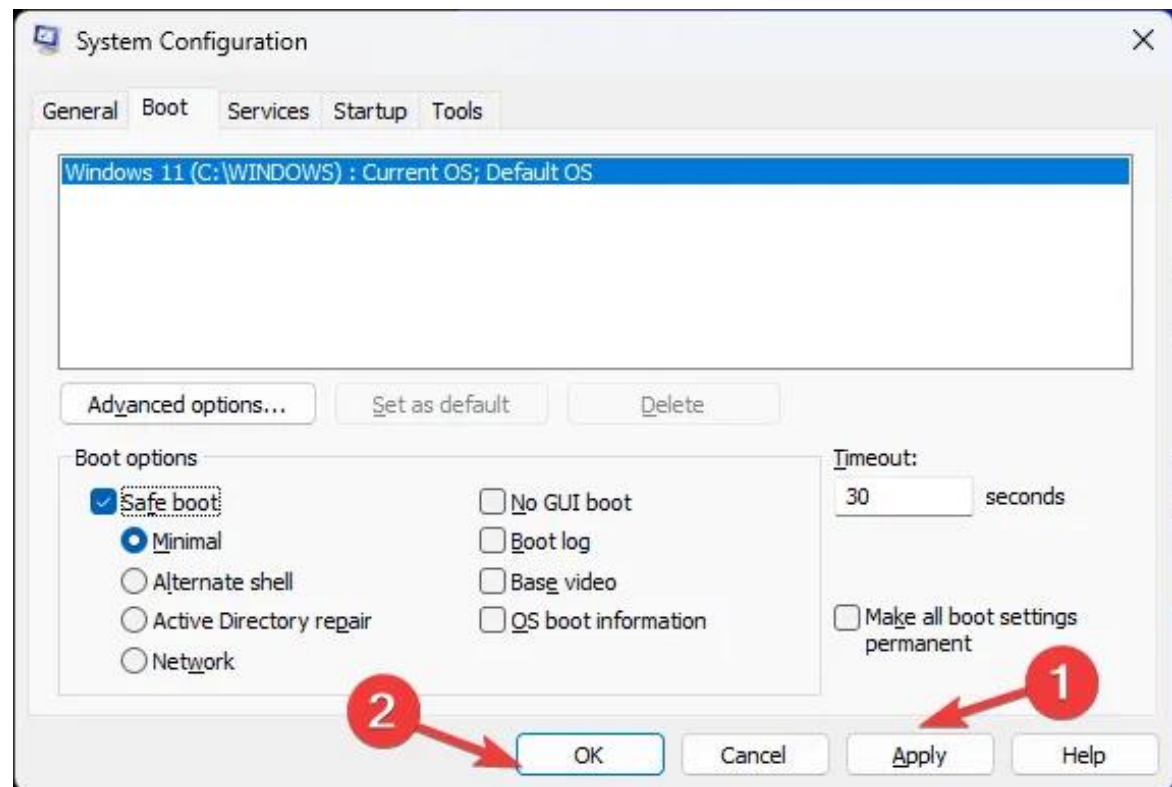 System Configuration
General Boot Services Startup Tools
Windows 11 (C:\WINDOWS) : Current OS; Default OS
Advanced options... Set as default Delete
Boot options
Timeout:
Safe boot No GUI boot 30 seconds
Minimal Boot log
Alternate shell Base video
Active Directory repair OS boot information Make all boot settings
permanent
Network
1
2
OK Cancel Apply Help